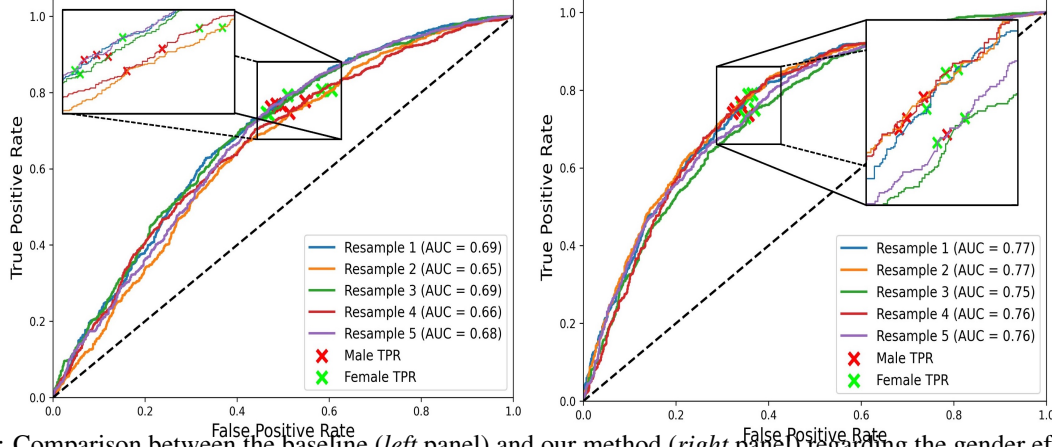 True Positive Rate
1.0
0.8
0.6
0.4
0.2
0.0
Resample 1 (AUC = 0.69)
Resample 2 (AUC = 0.65)
Resample 3 (AUC = 0.69)
Resample 4 (AUC = 0.66)
Resample 5 (AUC = 0.68)
Male TPR
Female TPR
0.0 0.2 0.4 0.6 0.8 1.0
False Positive Rate
True Positive Rate
1.0
0.8
0.6
0.4
0.2
0.0
Resample 1 (AUC = 0.77)
Resample 2 (AUC = 0.77)
Resample 3 (AUC = 0.75)
Resample 4 (AUC = 0.76)
Resample 5 (AUC = 0.76)
Male TPR
Female TPR
0.0 0.2 0.4 0.6 0.8 1.0
False Positive Rate
: Comparison between the baseline (left panel) and our method (right panel) regarding the gender